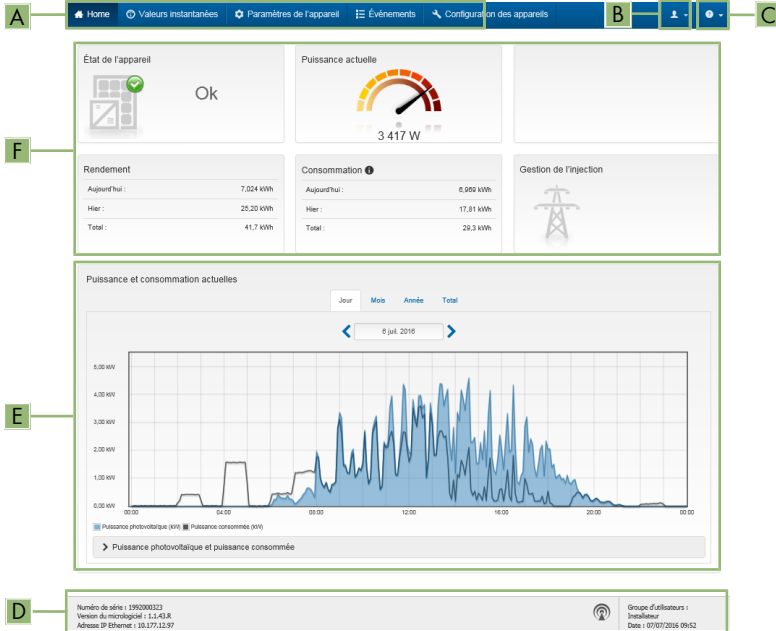 A
Home Valeurs instantanées Paramètres de l'appareil Événements Configuration des appareils
B
C
F
État de l'appareil
Ok
Puissance actuelle
3 417 W
Rendement
Aujourd'hui : 7,024 kWh
Hier : 25,20 kWh
Total : 41,7 kWh
Consommation
Aujourd'hui : 6,969 kWh
Hier : 17,81 kWh
Total : 29,3 kWh
Gestion de l'injection
E
Puissance et consommation actuelles
Jour Mois Année Total
6 juil. 2016
5,00 kW
4,00 kW
3,00 kW
2,00 kW
1,00 kW
0,00 kW
00:00 04:00 08:00 12:00 16:00 20:00 00:00
Puissance photovoltaïque (kW) Puissance consommée (kW)
Puissance photovoltaïque et puissance consommée
D
Numéro de série : 1992000323
Version du micrologiciel : 1.1.43.R
Adresse IP Ethernet : 10.177.12.97
Groupe d'utilisateurs :
Installateur
Date : 07/07/2016 09:52